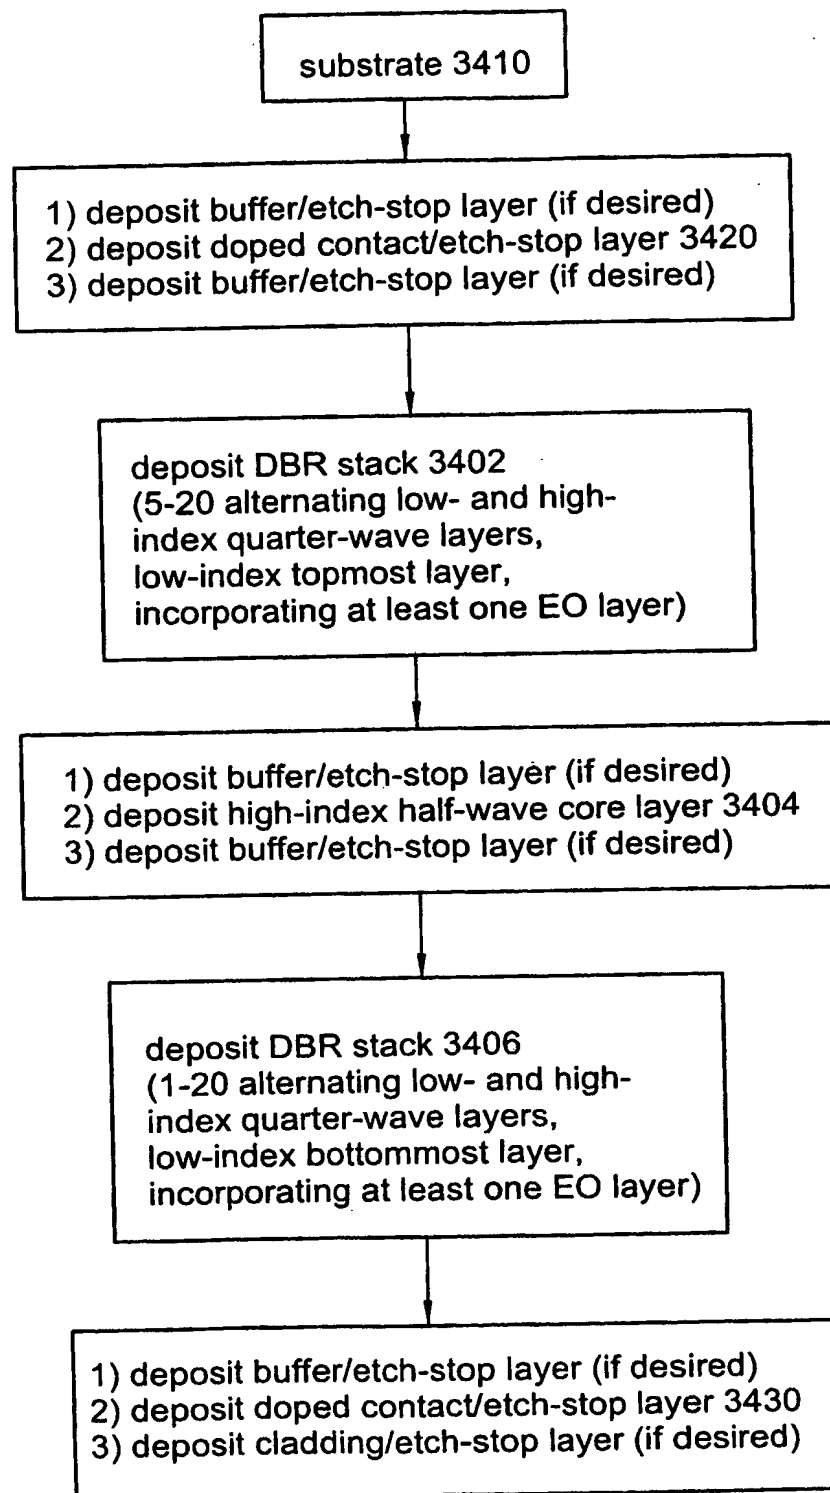 substrate 3410
1) deposit buffer/etch-stop layer (if desired)
2) deposit doped contact/etch-stop layer 3420
3) deposit buffer/etch-stop layer (if desired)
deposit DBR stack 3402
(5-20 alternating low- and high-
index quarter-wave layers,
low-index topmost layer,
incorporating at least one EO layer)
1) deposit buffer/etch-stop layer (if desired)
2) deposit high-index half-wave core layer 3404
3) deposit buffer/etch-stop layer (if desired)
deposit DBR stack 3406
(1-20 alternating low- and high-
index quarter-wave layers,
low-index bottommost layer,
incorporating at least one EO layer)
1) deposit buffer/etch-stop layer (if desired)
2) deposit doped contact/etch-stop layer 3430
3) deposit cladding/etch-stop layer (if desired)